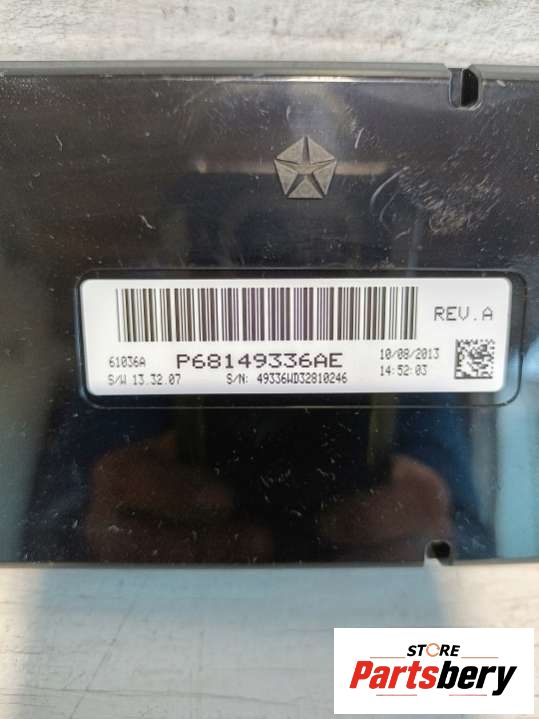 REV.A
61036A P68149336AE 10/08/2013
S/W 13.32.07 S/N: 49336WD32810246 14:52:03
STORE
Partsbery